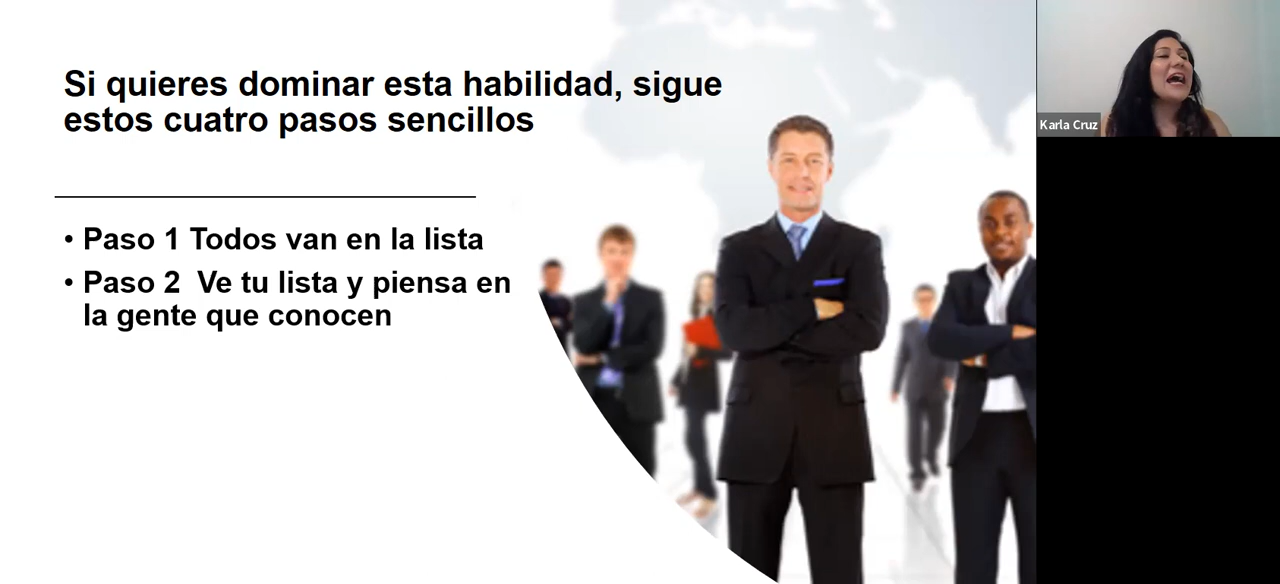 Si quieres dominar esta habilidad, sigue
estos cuatro pasos sencillos
• Paso 1 Todos van en la lista
• Paso 2  Ve tu lista y piensa en
la gente que conocen
Karla Cruz